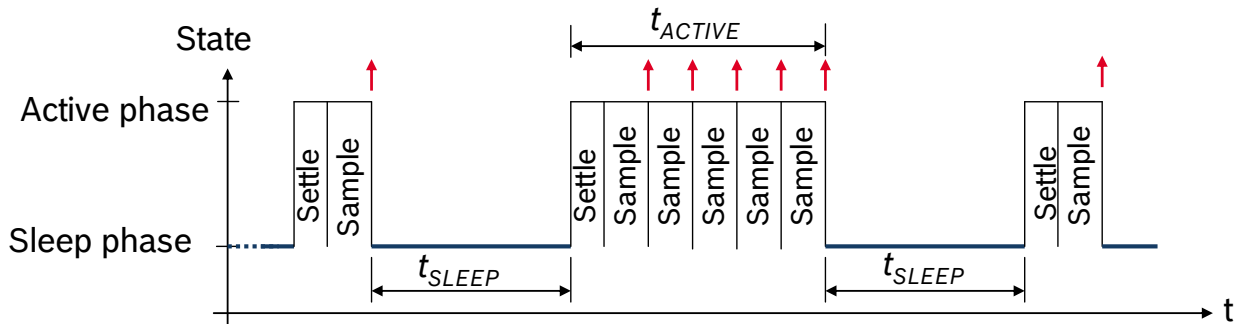 t_ACTIVE
State
Active phase
Settle
Sample
Settle
Sample
Sample
Sample
Sample
Sample
Settle
Sample
Sleep phase
t_SLEEP
t_SLEEP
t